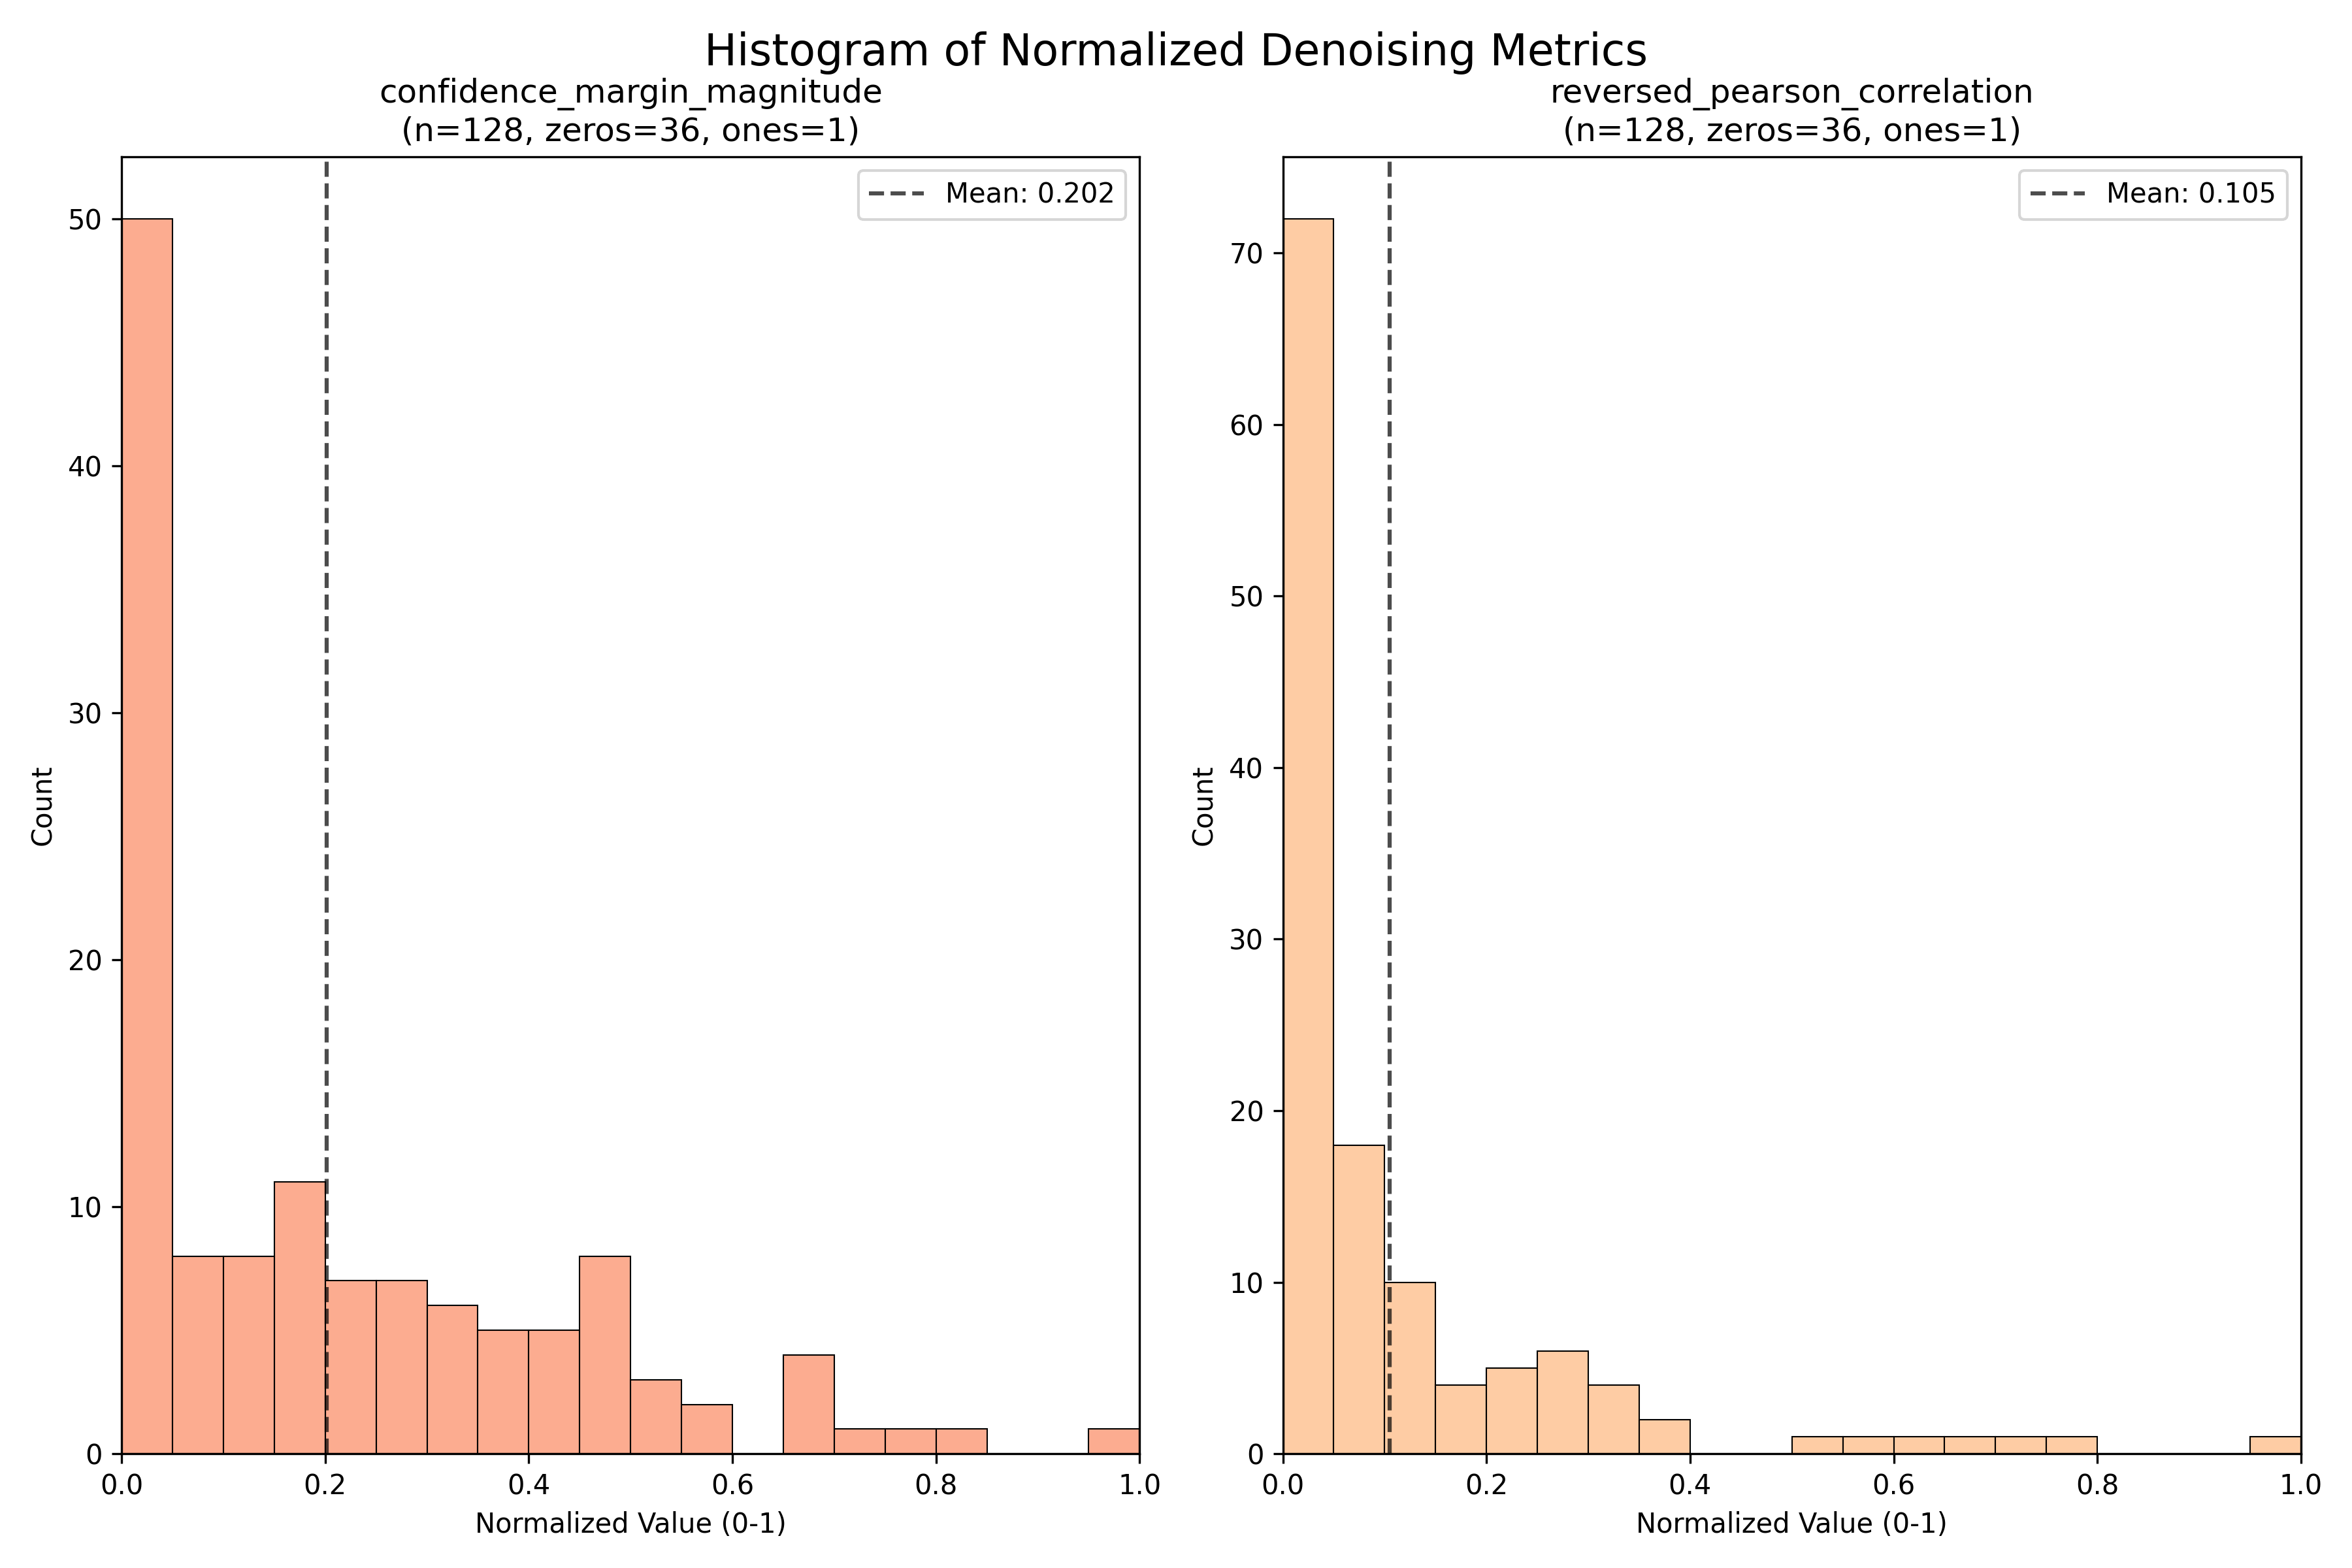 Histogram of Normalized Denoising Metrics
confidence_margin_magnitude
(n=128, zeros=36, ones=1)
Mean: 0.202
50
40
30
20
10
0
Count
0.0 0.2 0.4 0.6 0.8 1.0
Normalized Value (0-1)
reversed_pearson_correlation
(n=128, zeros=36, ones=1)
Mean: 0.105
70
60
50
40
30
20
10
0
Count
0.0 0.2 0.4 0.6 0.8 1.0
Normalized Value (0-1)